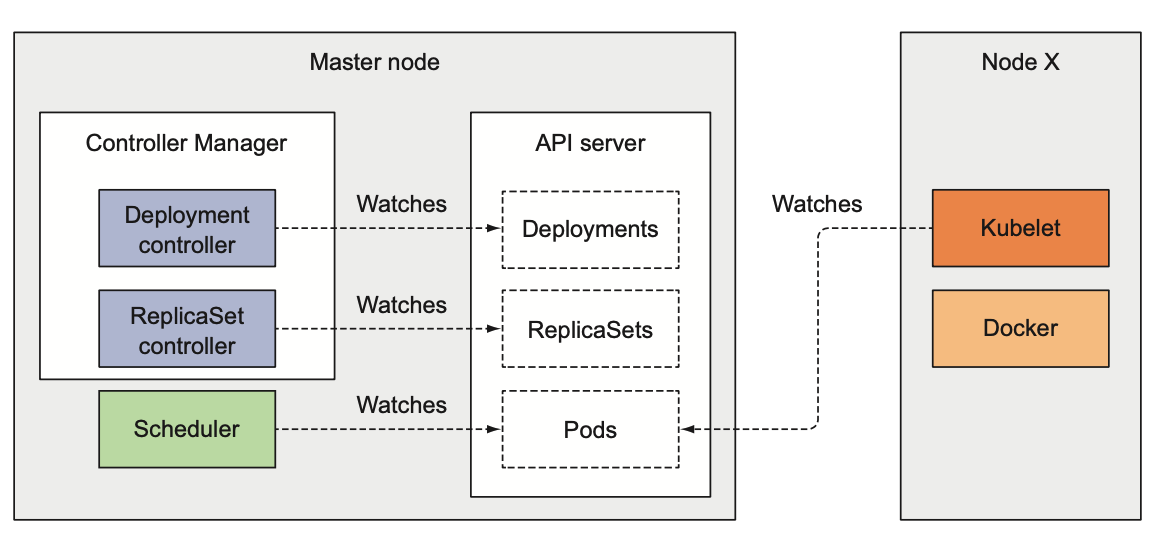 Master node
Node X
Controller Manager
API server
Deployment
controller
Watches
Deployments
Watches
Kubelet
ReplicaSet
controller
Watches
ReplicaSets
Docker
Scheduler
Watches
Pods